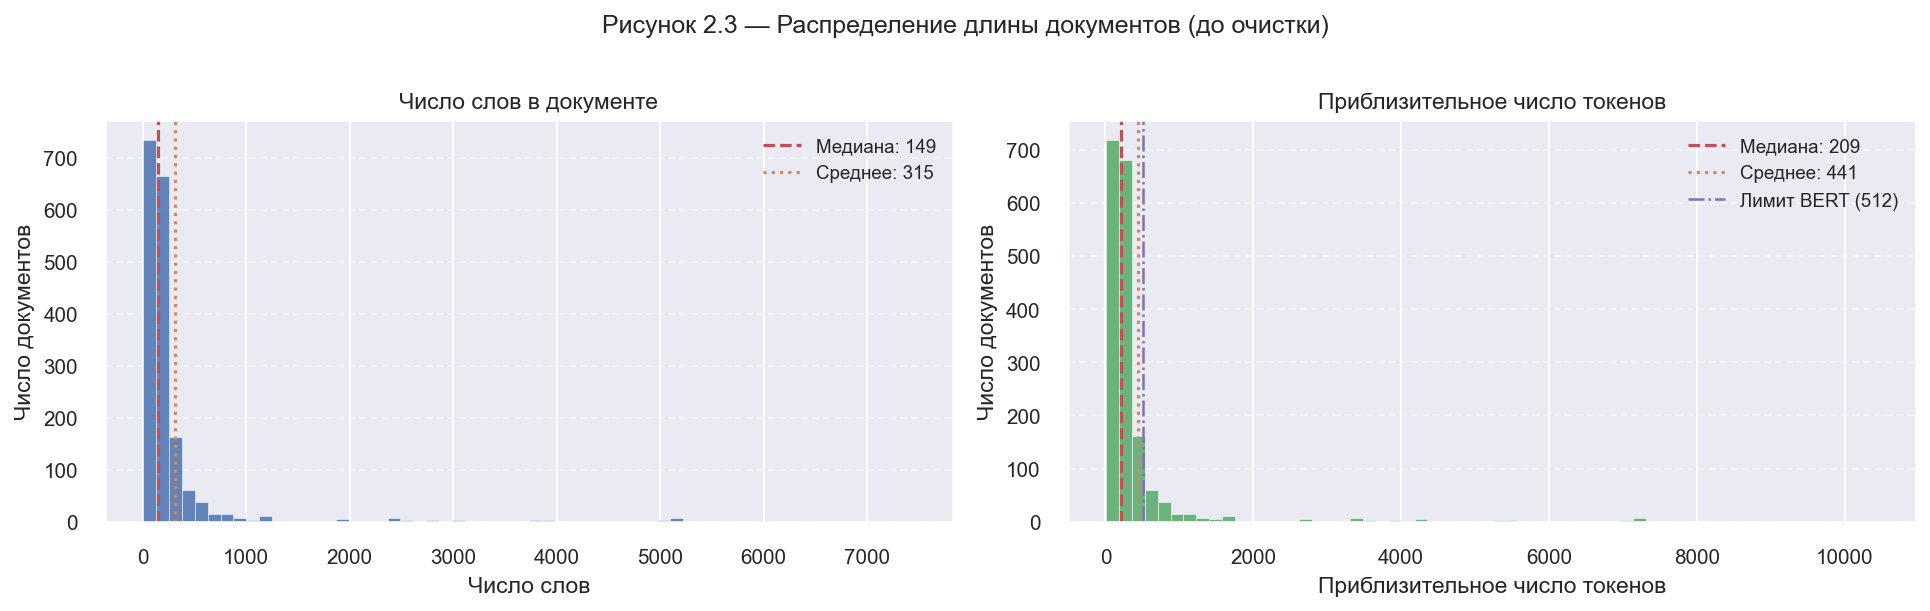 Рисунок 2.3 — Распределение длины документов (до очистки)
Число слов в документе
Медиана: 149
Среднее: 315
Число документов
700
600
500
400
300
200
100
0
0 1000 2000 3000 4000 5000 6000 7000
Число слов
Приблизительное число токенов
Медиана: 209
Среднее: 441
Лимит BERT (512)
Число документов
700
600
500
400
300
200
100
0
0 2000 4000 6000 8000 10000
Приблизительное число токенов